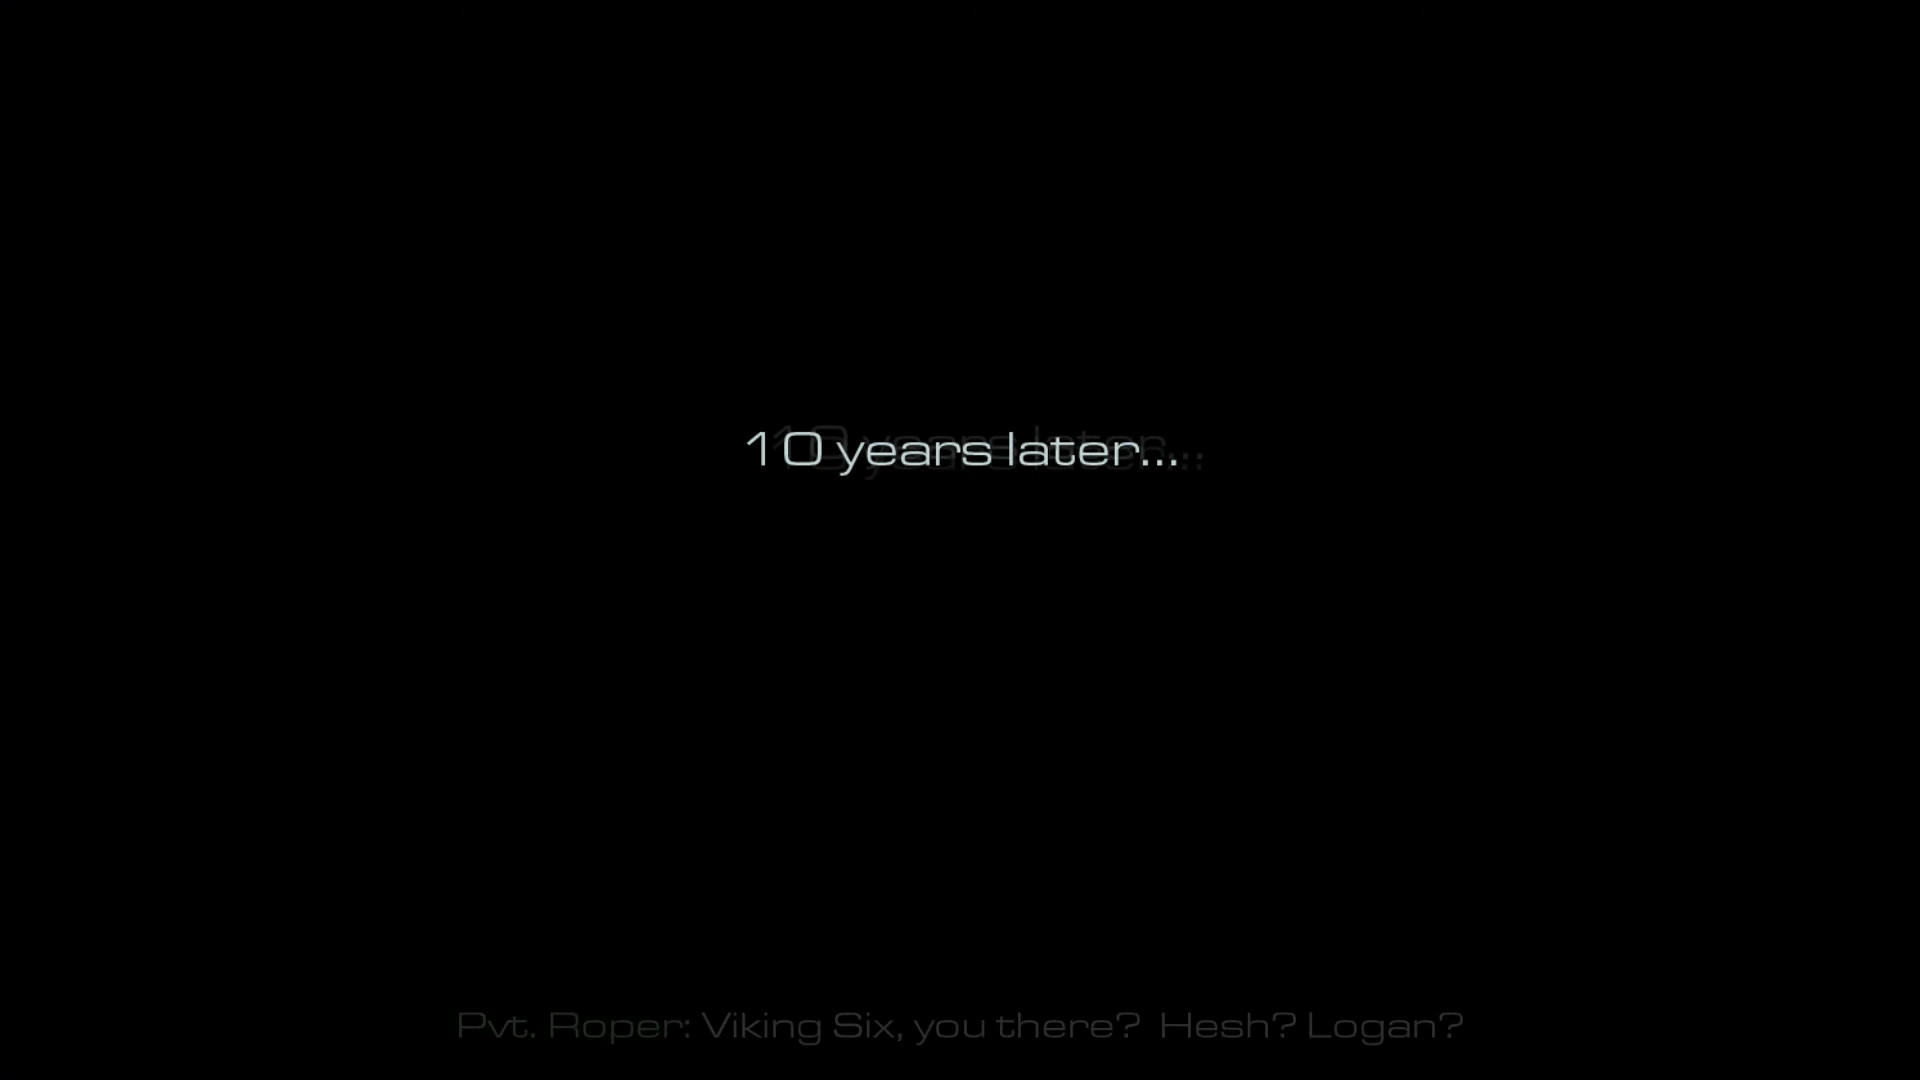 10 years later...
Pvt. Roper: Viking Six, you there?  Hesh? Logan?